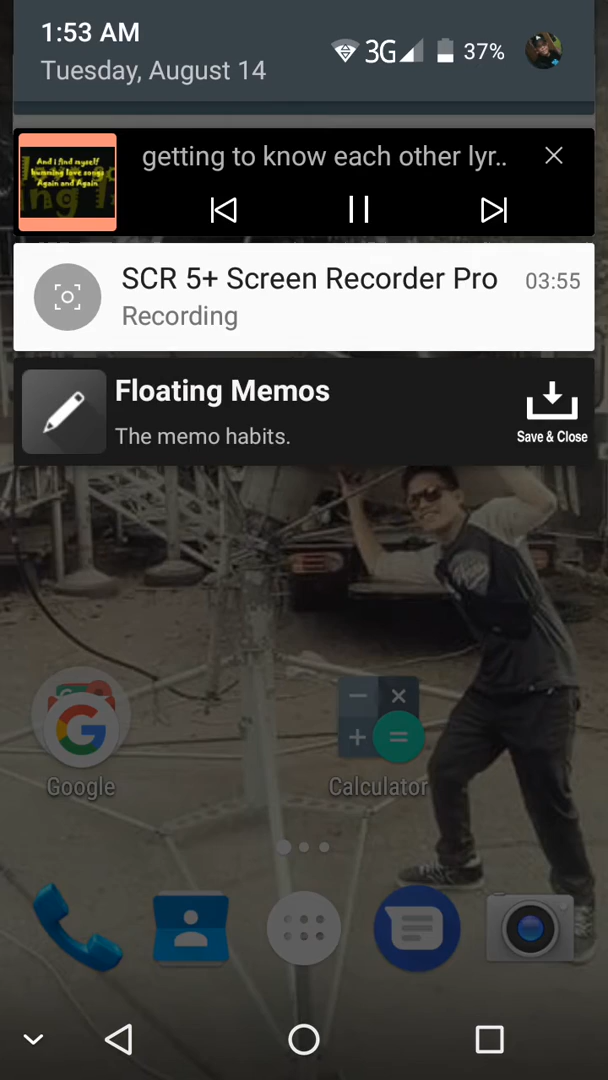 1:53 AM
3G
37%
Tuesday, August 14
And i find myself
humming love songs
Again and Again
getting to know each other lyr..
SCR 5+ Screen Recorder Pro
03:55
Recording
Floating Memos
The memo habits.
Save & Close
Google
Calculator